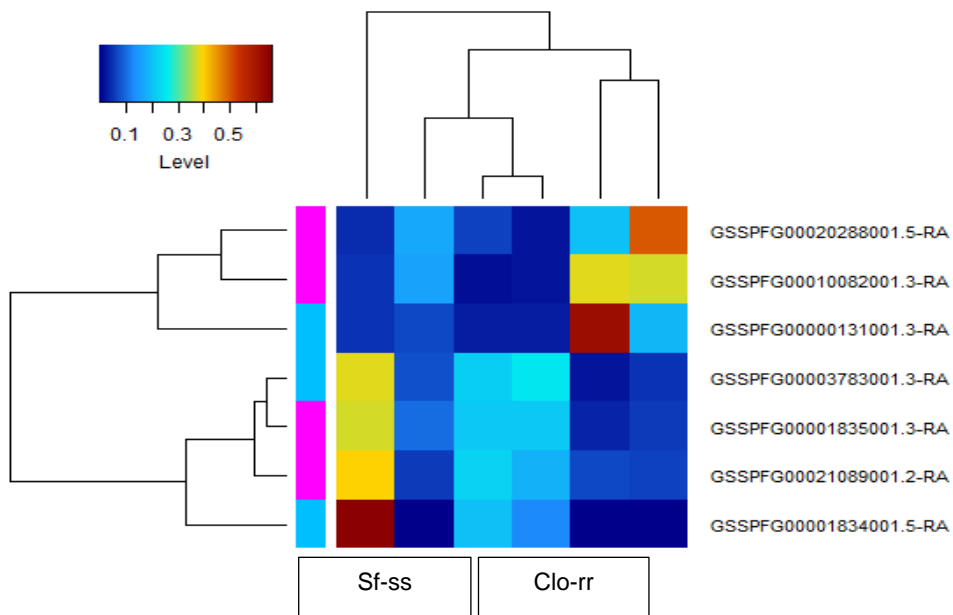 0.1 0.3 0.5
Level
GSSPFG00020288001.5-RA
GSSPFG00010082001.3-RA
GSSPFG00000131001.3-RA
GSSPFG00003783001.3-RA
GSSPFG00001835001.3-RA
GSSPFG00021089001.2-RA
GSSPFG00001834001.5-RA
Sf-ss Clo-rr